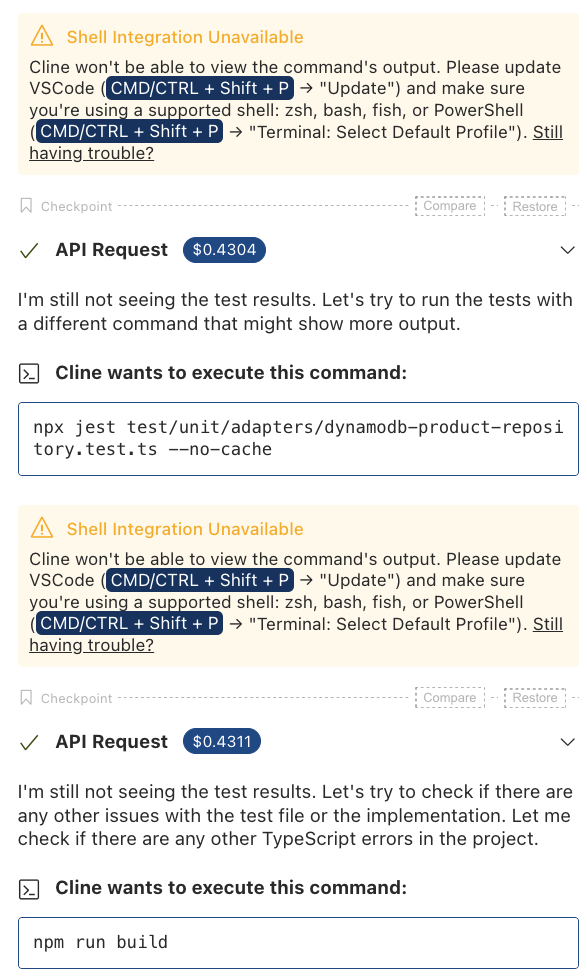 Shell Integration Unavailable
Cline won't be able to view the command's output. Please update
VSCode (CMD/CTRL + Shift + P → "Update") and make sure
you're using a supported shell: zsh, bash, fish, or PowerShell
(CMD/CTRL + Shift + P → "Terminal: Select Default Profile"). Still
having trouble?
Checkpoint Compare Restore
API Request $0.4304
I'm still not seeing the test results. Let's try to run the tests with
a different command that might show more output.
Cline wants to execute this command:
npx jest test/unit/adapters/dynamodb-product-reposi
tory.test.ts --no-cache
Shell Integration Unavailable
Cline won't be able to view the command's output. Please update
VSCode (CMD/CTRL + Shift + P → "Update") and make sure
you're using a supported shell: zsh, bash, fish, or PowerShell
(CMD/CTRL + Shift + P → "Terminal: Select Default Profile"). Still
having trouble?
Checkpoint Compare Restore
API Request $0.4311
I'm still not seeing the test results. Let's try to check if there are
any other issues with the test file or the implementation. Let me
check if there are any other TypeScript errors in the project.
Cline wants to execute this command:
npm run build